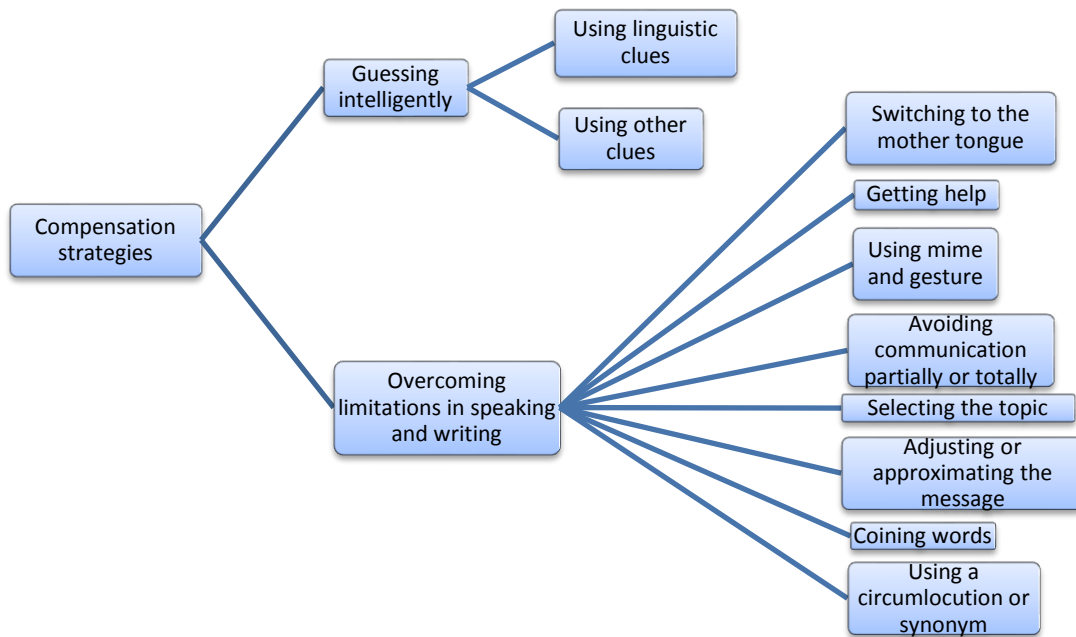 Compensation
strategies
Guessing
intelligently
Using linguistic
clues
Using other
clues
Overcoming
limitations in speaking
and writing
Switching to the
mother tongue
Getting help
Using mime
and gesture
Avoiding
communication
partially or totally
Selecting the topic
Adjusting or
approximating the
message
Coining words
Using a
circumlocution or
synonym